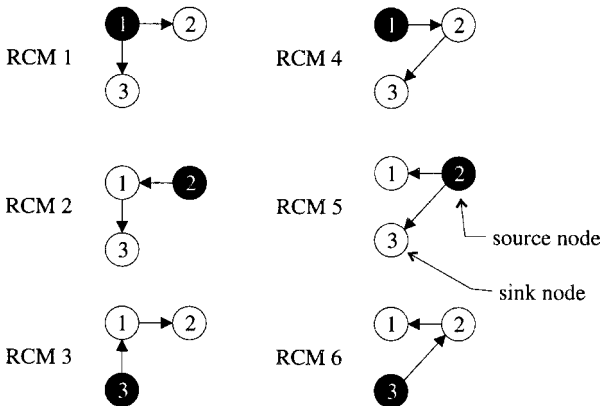 1 2
RCM 1
3
1 2
RCM 4
3
1 2
RCM 2
3
1 2
RCM 5
3
source node
sink node
1 2
RCM 3
3
1 2
RCM 6
3